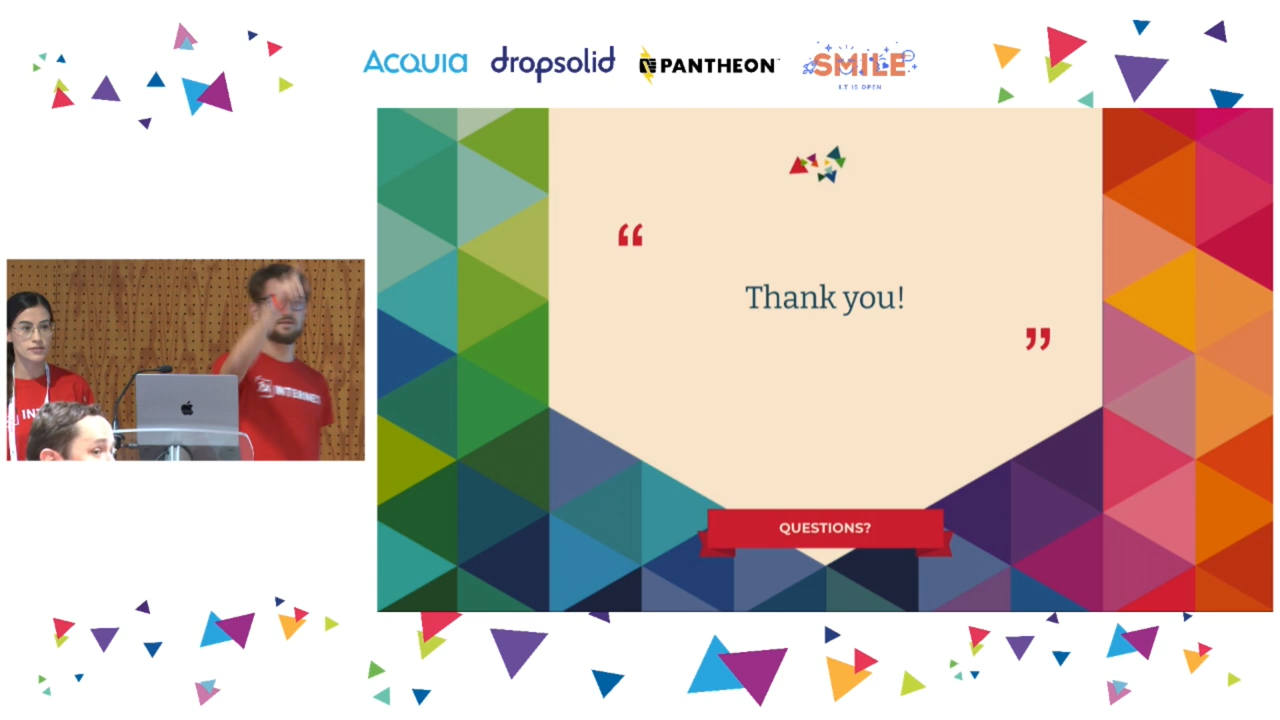 ACQUIA
dropsolid
PANTHEON
SMILE
I.T IS OPEN
“
Thank you!
”
QUESTIONS?